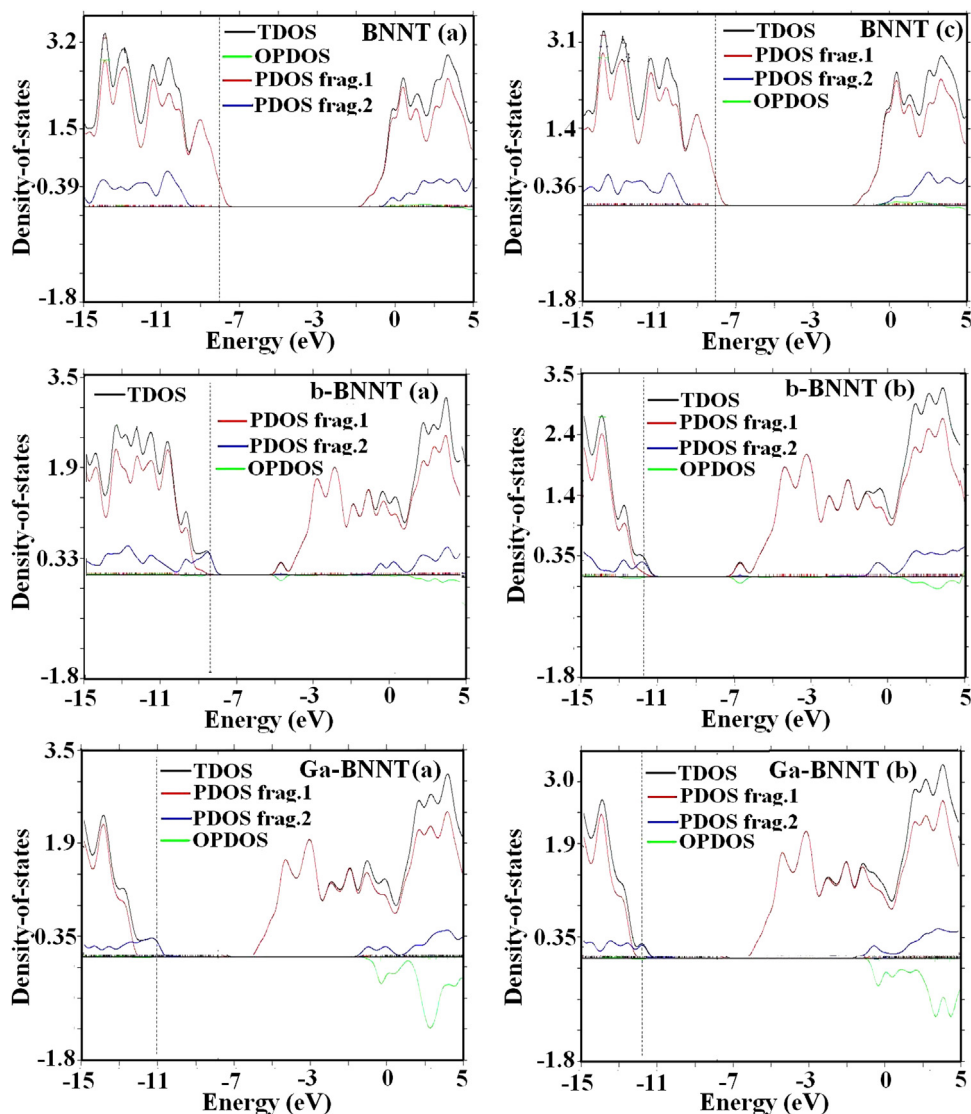 BNNT (a)
TDOS
OPDOS
PDOS frag.1
PDOS frag.2
3.2
1.5
0.39
-1.8
Density-of-states
-15 -11 -7 -3 0 5
Energy (eV)
BNNT (c)
TDOS
PDOS frag.1
PDOS frag.2
OPDOS
3.1
1.4
0.36
-1.8
Density-of-states
-15 -11 -7 -3 0 5
Energy (eV)
b-BNNT (a)
TDOS
PDOS frag.1
PDOS frag.2
OPDOS
3.5
1.9
0.33
-1.8
Density-of-states
-15 -11 -7 -3 0 5
Energy (eV)
b-BNNT (b)
TDOS
PDOS frag.1
PDOS frag.2
OPDOS
3.5
2.4
1.4
0.35
-1.8
Density-of-states
-15 -11 -7 -3 0 5
Energy (eV)
Ga-BNNT (a)
TDOS
PDOS frag.1
PDOS frag.2
OPDOS
3.5
1.9
0.35
-1.8
Density-of-states
-15 -11 -7 -3 0 5
Energy (eV)
Ga-BNNT (b)
TDOS
PDOS frag.1
PDOS frag.2
OPDOS
3.0
1.9
0.35
-1.8
Density-of-states
-15 -11 -7 -3 0 5
Energy (eV)